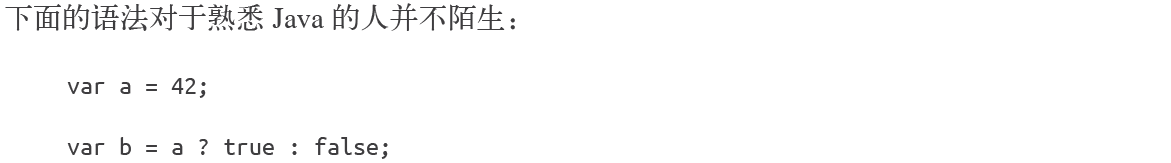 下面的语法对于熟悉 Java 的人并不陌生：
var a = 42;
var b = a ? true : false;